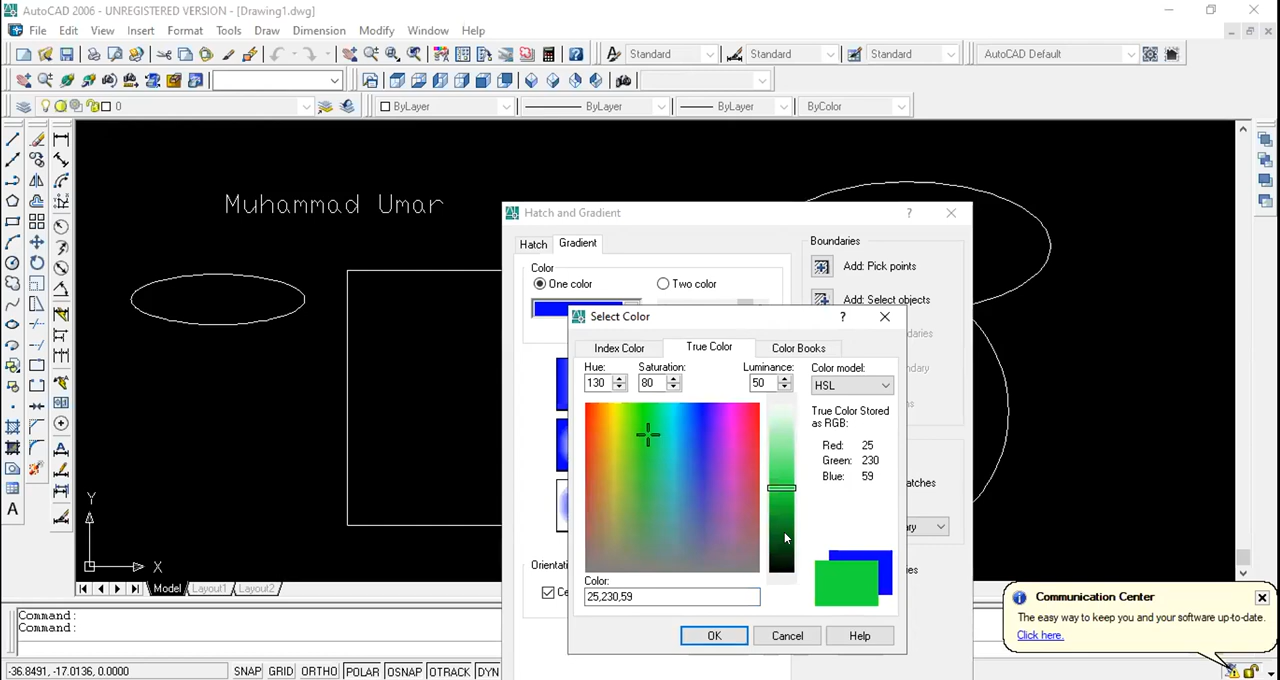 AutoCAD 2006 - UNREGISTERED VERSION - [Drawing1.dwg]
File Edit View Insert Format Tools Draw Dimension Modify Window Help
Standard Standard Standard AutoCAD Default
0 ByLayer ByLayer ByLayer ByColor
Muhammad Umar
Hatch and Gradient ?
Hatch Gradient
Boundaries
Color
Add: Pick points
One color Two color
Add: Select objects
Select Color ?
Index Color True Color Color Books
Hue: Saturation: Luminance: Color model:
130 80 50 HSL
True Color Stored
as RGB:
Red: 25
Green: 230
Blue: 59
Y
X
Color:
25,230,59
OK Cancel Help
Model Layout1 Layout2
Communication Center
The easy way to keep you and your software up-to-date.
Click here.
Command:
Command:
-36.8491, -17.0136, 0.0000 SNAP GRID ORTHO POLAR OSNAP OTRACK DYN
A